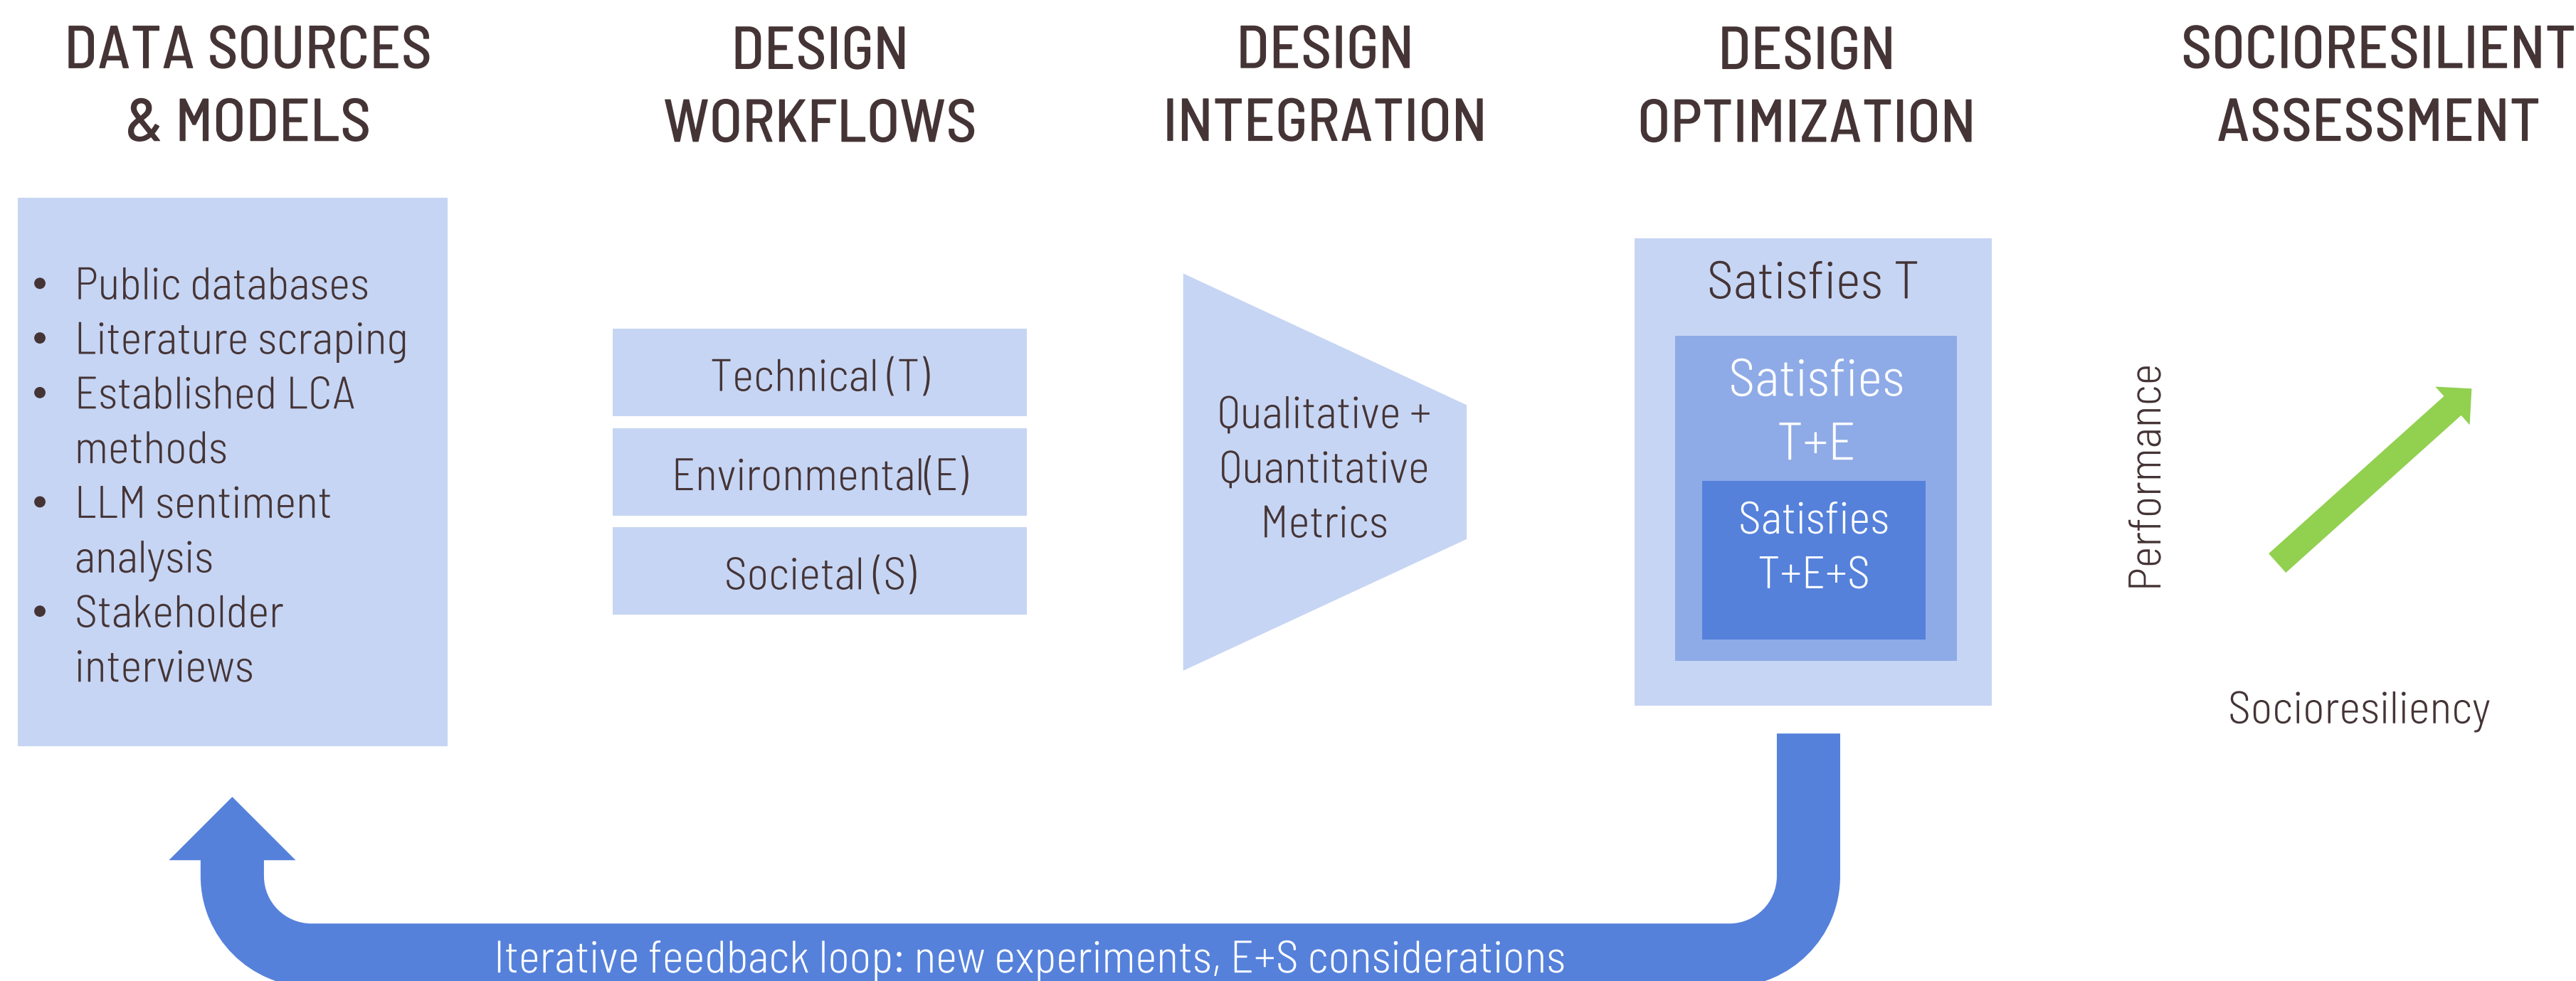 DATA SOURCES
& MODELS
DESIGN
WORKFLOWS
DESIGN
INTEGRATION
DESIGN
OPTIMIZATION
SOCIORESILIENT
ASSESSMENT
• Public databases
• Literature scraping
• Established LCA
methods
• LLM sentiment
analysis
• Stakeholder
interviews
Technical (T)
Environmental(E)
Societal (S)
Qualitative +
Quantitative
Metrics
Satisfies T
Satisfies
T+E
Satisfies
T+E+S
Performance
Socioresiliency
Iterative feedback loop: new experiments, E+S considerations